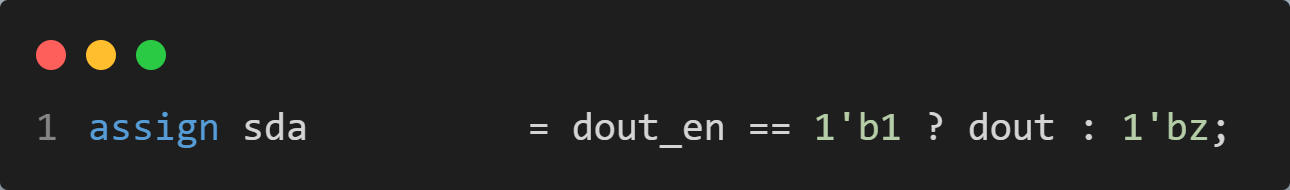 1 assign sda          = dout_en == 1'b1 ? dout : 1'bz;